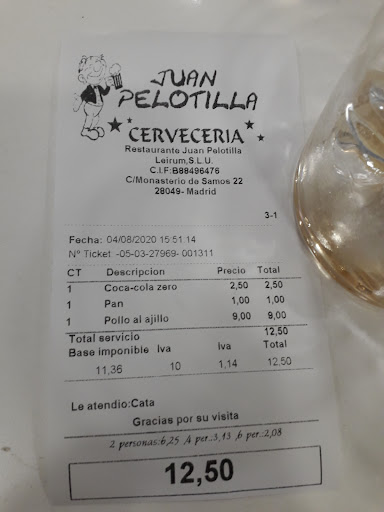 JUAN
PELOTILLA
CERVECERIA
Restaurante Juan Pelotilla
Leirum,S.L.U.
C.I.F:B88496476
C/Monasterio de Samos 22
28049- Madrid
3-1
Fecha: 04/08/2020 15:51:14
Nº Ticket -05-03-27969- 001311
CT Descripcion Precio Total
1 Coca-cola zero 2,50 2,50
1 Pan 1,00 1,00
1 Pollo al ajillo 9,00 9,00
Total servicio 12,50
Base imponible Iva Iva Total
11,36 10 1,14 12,50
Le atendio:Cata
Gracias por su visita
2 personas:6,25 ,4 per.:3,13 ,6 per.:2,08
12,50